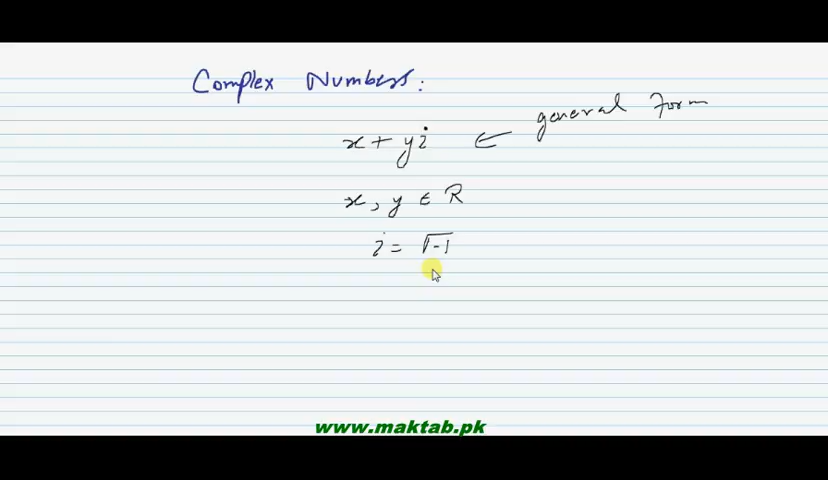 Complex Numbers:
x + yi ← general Form
x, y ∈ R
i = √-1
www.maktab.pk